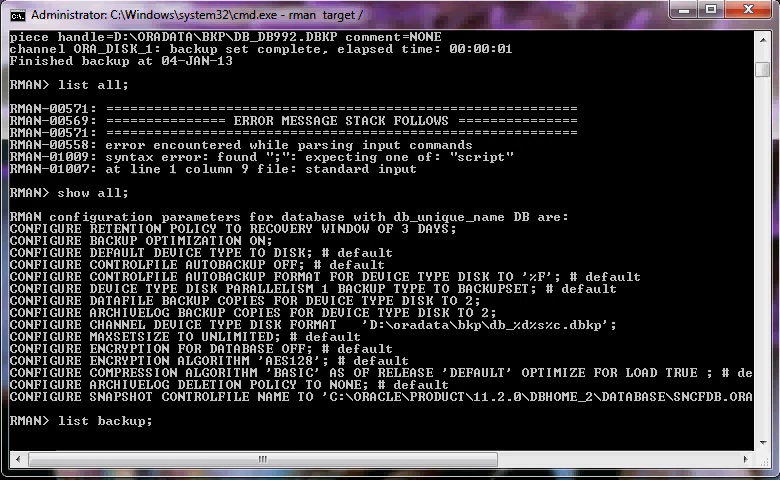 Administrator: C:\Windows\system32\cmd.exe - rman  target /
piece handle=D:\ORADATA\BKP\DB_DB992.DBKP comment=NONE
channel ORA_DISK_1: backup set complete, elapsed time: 00:00:01
Finished backup at 04-JAN-13
RMAN> list all;
RMAN-00571: ===========================================================
RMAN-00569: =============== ERROR MESSAGE STACK FOLLOWS ===============
RMAN-00571: ===========================================================
RMAN-00558: error encountered while parsing input commands
RMAN-01009: syntax error: found ";": expecting one of: "script"
RMAN-01007: at line 1 column 9 file: standard input
RMAN> show all;
RMAN configuration parameters for database with db_unique_name DB are:
CONFIGURE RETENTION POLICY TO RECOVERY WINDOW OF 3 DAYS;
CONFIGURE BACKUP OPTIMIZATION ON;
CONFIGURE DEFAULT DEVICE TYPE TO DISK; # default
CONFIGURE CONTROLFILE AUTOBACKUP OFF; # default
CONFIGURE CONTROLFILE AUTOBACKUP FORMAT FOR DEVICE TYPE DISK TO '%F'; # default
CONFIGURE DEVICE TYPE DISK PARALLELISM 1 BACKUP TYPE TO BACKUPSET; # default
CONFIGURE DATAFILE BACKUP COPIES FOR DEVICE TYPE DISK TO 2;
CONFIGURE ARCHIVELOG BACKUP COPIES FOR DEVICE TYPE DISK TO 2;
CONFIGURE CHANNEL DEVICE TYPE DISK FORMAT   'D:\oradata\bkp\db_%d%s%c.dbkp';
CONFIGURE MAXSETSIZE TO UNLIMITED; # default
CONFIGURE ENCRYPTION FOR DATABASE OFF; # default
CONFIGURE ENCRYPTION ALGORITHM 'AES128'; # default
CONFIGURE COMPRESSION ALGORITHM 'BASIC' AS OF RELEASE 'DEFAULT' OPTIMIZE FOR LOAD TRUE ; # de
CONFIGURE ARCHIVELOG DELETION POLICY TO NONE; # default
CONFIGURE SNAPSHOT CONTROLFILE NAME TO 'C:\ORACLE\PRODUCT\11.2.0\DBHOME_2\DATABASE\SNCFDB.ORA
RMAN> list backup;